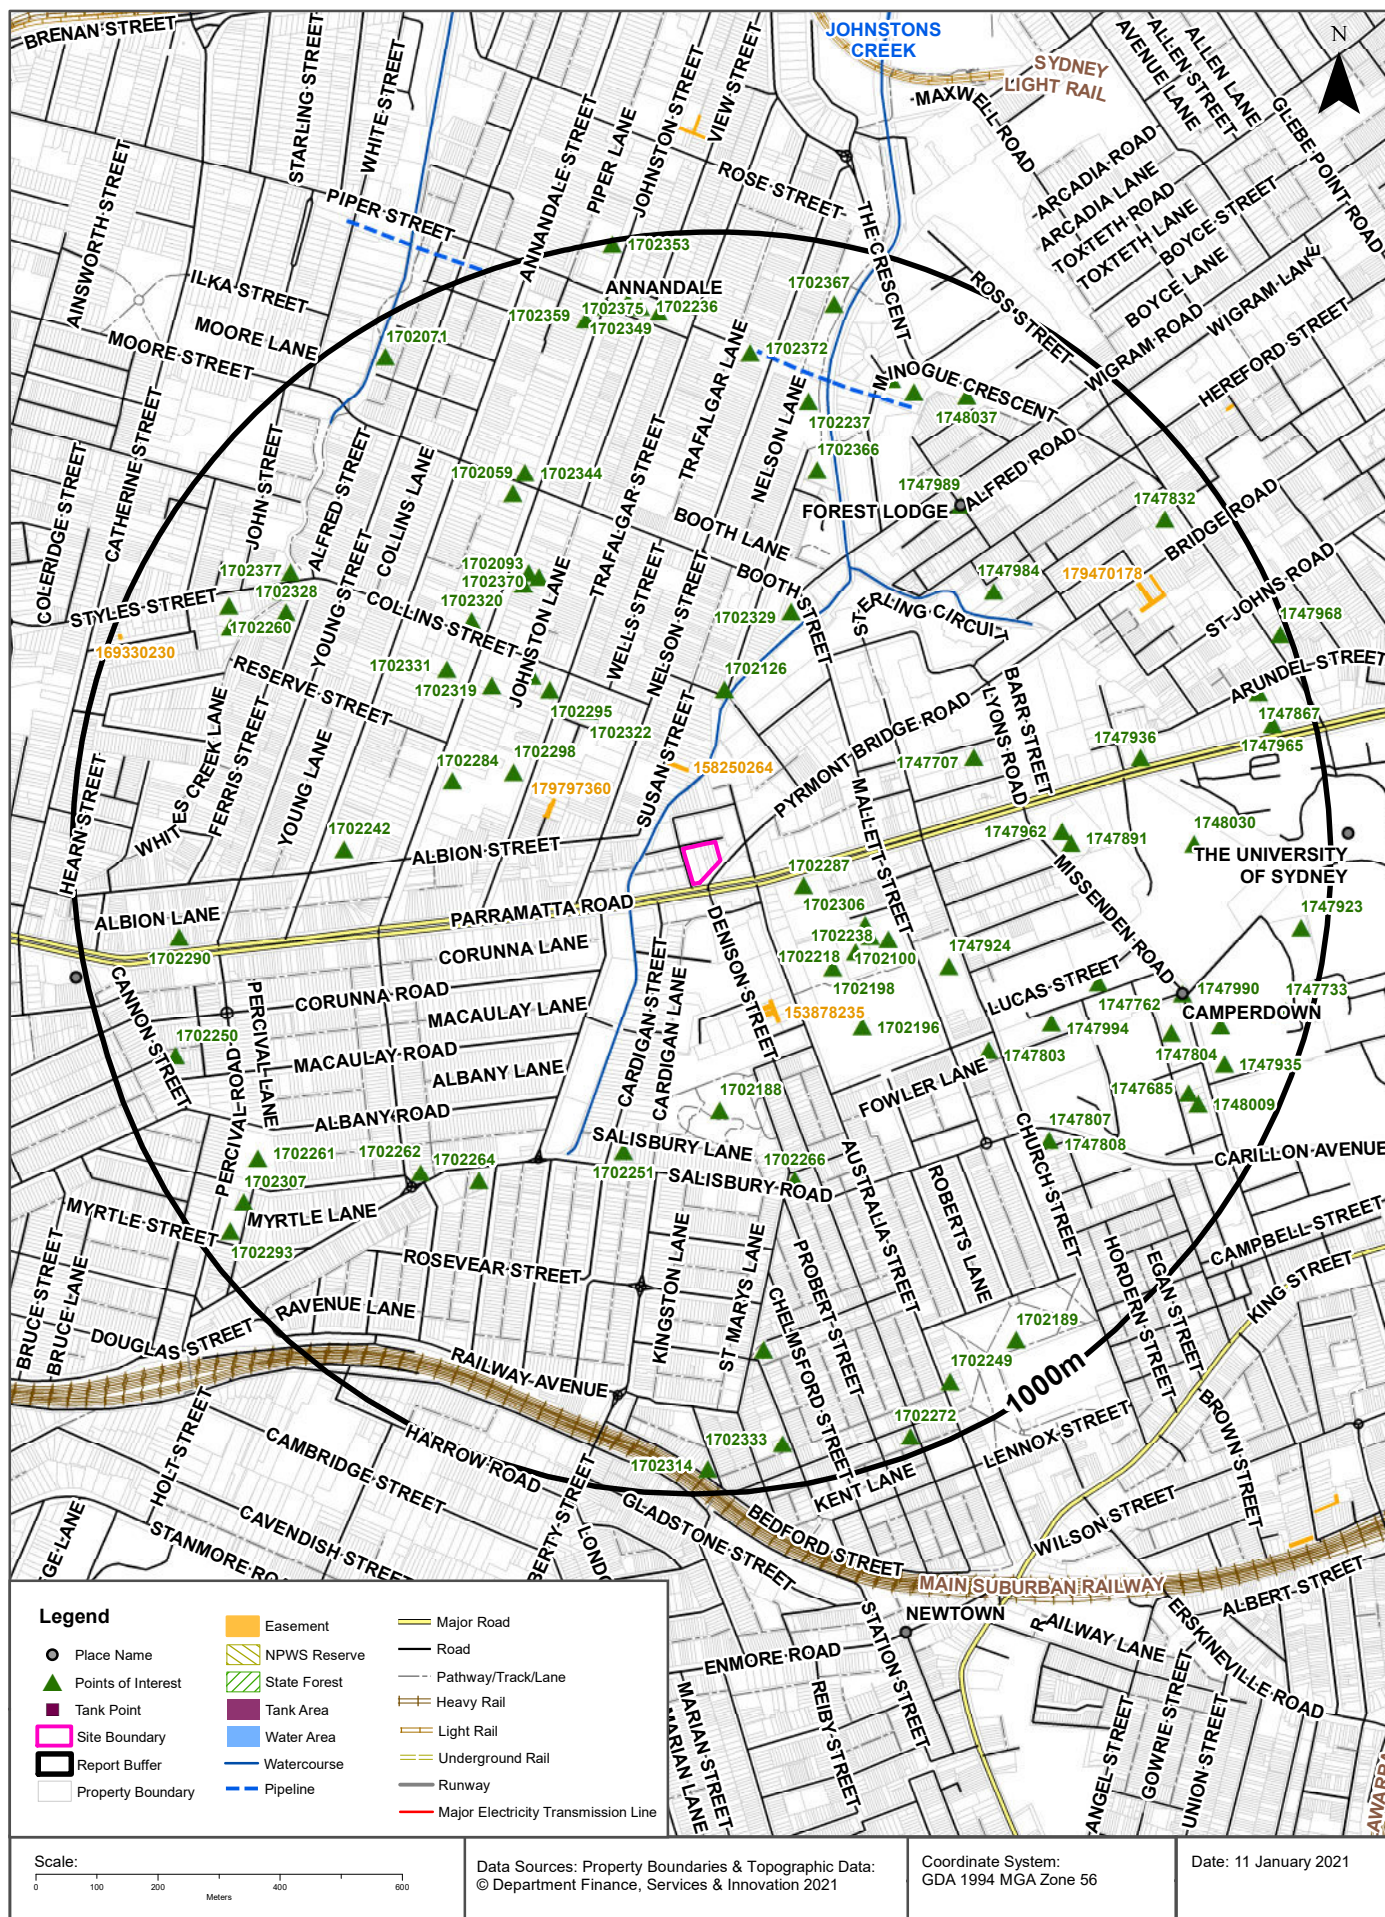 BRENAN STREET
STARLING STREET
WHITE STREET
ANNANDALE STREET
PIPER LANE
JOHNSTON STREET
VIEW STREET
JOHNSTONS
CREEK
SYDNEY
LIGHT RAIL
MAXWELL ROAD
AVENUE LANE
ALLEN STREET
ALLEN LANE
GLEBE POINT ROAD
N
AINSWORTH STREET
PIPER STREET
ROSE STREET
THE CRESCENT
ARCADIA ROAD
ARCADIA LANE
TOXTETH ROAD
TOXTETH LANE
BOYCE STREET
BOYCE LANE
WIGRAM LANE
WIGRAM ROAD
HEREFORD STREET
ROSS STREET
ILKA STREET
MOORE LANE
MOORE STREET
1702353
ANNANDALE
1702367
1702359
1702375
1702236
1702349
1702071
1702372
MINOGUE CRESCENT
1748037
1702237
1702366
TRAFALGAR LANE
NELSON LANE
COLERIDGE STREET
CATHERINE STREET
JOHN STREET
ALFRED STREET
COLLINS LANE
TRAFALGAR STREET
1702059
1702344
1747989
ALFRED ROAD
FOREST LODGE
1747832
BRIDGE ROAD
BOOTH LANE
BOOTH STREET
1702377
1702328
1702260
STYLES STREET
169330230
YOUNG STREET
COLLINS STREET
1702093
1702370
1702320
WELLS STREET
NELSON STREET
1702329
STERLING CIRCUIT
1747984
179470178
ST JOHNS ROAD
1747968
ARUNDEL STREET
RESERVE STREET
1702331
1702319
JOHNSTON LANE
1702295
1702322
1702126
BARR STREET
LYONS ROAD
1747867
1747965
1747936
1702284
1702298
SUSAN STREET
158250264
PYRMONT BRIDGE ROAD
1747707
MALLETT STREET
WHITES CREEK LANE
FERRIS STREET
YOUNG LANE
179797360
HEARN STREET
1702242
ALBION STREET
1747962
1747891
1748030
THE UNIVERSITY
OF SYDNEY
ALBION LANE
PARRAMATTA ROAD
1702287
1702306
MISSENDEN ROAD
1747923
1702290
CORUNNA LANE
DENISON STREET
1702238
1702218
1702100
1702198
1747924
LUCAS STREET
1747990
1747733
1747762
CAMPERDOWN
CANNON STREET
CORUNNA ROAD
MACAULAY LANE
153878235
1702196
1747994
1702250
PERCIVAL ROAD
PERCIVAL LANE
MACAULAY ROAD
ALBANY LANE
CARDIGAN STREET
CARDIGAN LANE
1747803
1747804
1747935
1702188
FOWLER LANE
1747685
1748009
ALBANY ROAD
1747807
1747808
CARILLON AVENUE
1702261
1702262
1702264
SALISBURY LANE
1702251
SALISBURY ROAD
1702266
AUSTRALIA STREET
CHURCH STREET
1702307
MYRTLE STREET
MYRTLE LANE
1702293
ROSEVEAR STREET
KINGSTON LANE
ST MARYS LANE
PROBERT STREET
CHELMSFORD STREET
ROBERTS LANE
HORDERN STREET
EGAN STREET
CAMPBELL STREET
KING STREET
BRUCE STREET
BRUCE LANE
DOUGLAS STREET
RAVENUE LANE
RAILWAY AVENUE
1702189
1702249
1000m
BROWN STREET
HOLT STREET
CAMBRIDGE STREET
HARROW ROAD
1702333
1702272
LENNOX STREET
1702314
KENT LANE
CAVENDISH STREET
STANMORE RO
GE LANE
BERTY STREET
LONDO
GLADSTONE STREET
BEDFORD STREET
WILSON STREET
MAIN SUBURBAN RAILWAY
ALBERT STREET
NEWTOWN
STATION STREET
RAILWAY LANE
ERSKINEVILLE ROAD
ENMORE ROAD
MARIAN STREET
MARIAN LANE
REIBY STREET
ANGEL STREET
GOWRIE STREET
UNION STREET
AWARRA
Legend
Place Name
Points of Interest
Tank Point
Site Boundary
Report Buffer
Property Boundary
Easement
NPWS Reserve
State Forest
Tank Area
Water Area
Watercourse
Pipeline
Major Road
Road
Pathway/Track/Lane
Heavy Rail
Light Rail
Underground Rail
Runway
Major Electricity Transmission Line
Scale:
0 100 200 400 600
Meters
Data Sources: Property Boundaries & Topographic Data:
© Department Finance, Services & Innovation 2021
Coordinate System:
GDA 1994 MGA Zone 56
Date: 11 January 2021